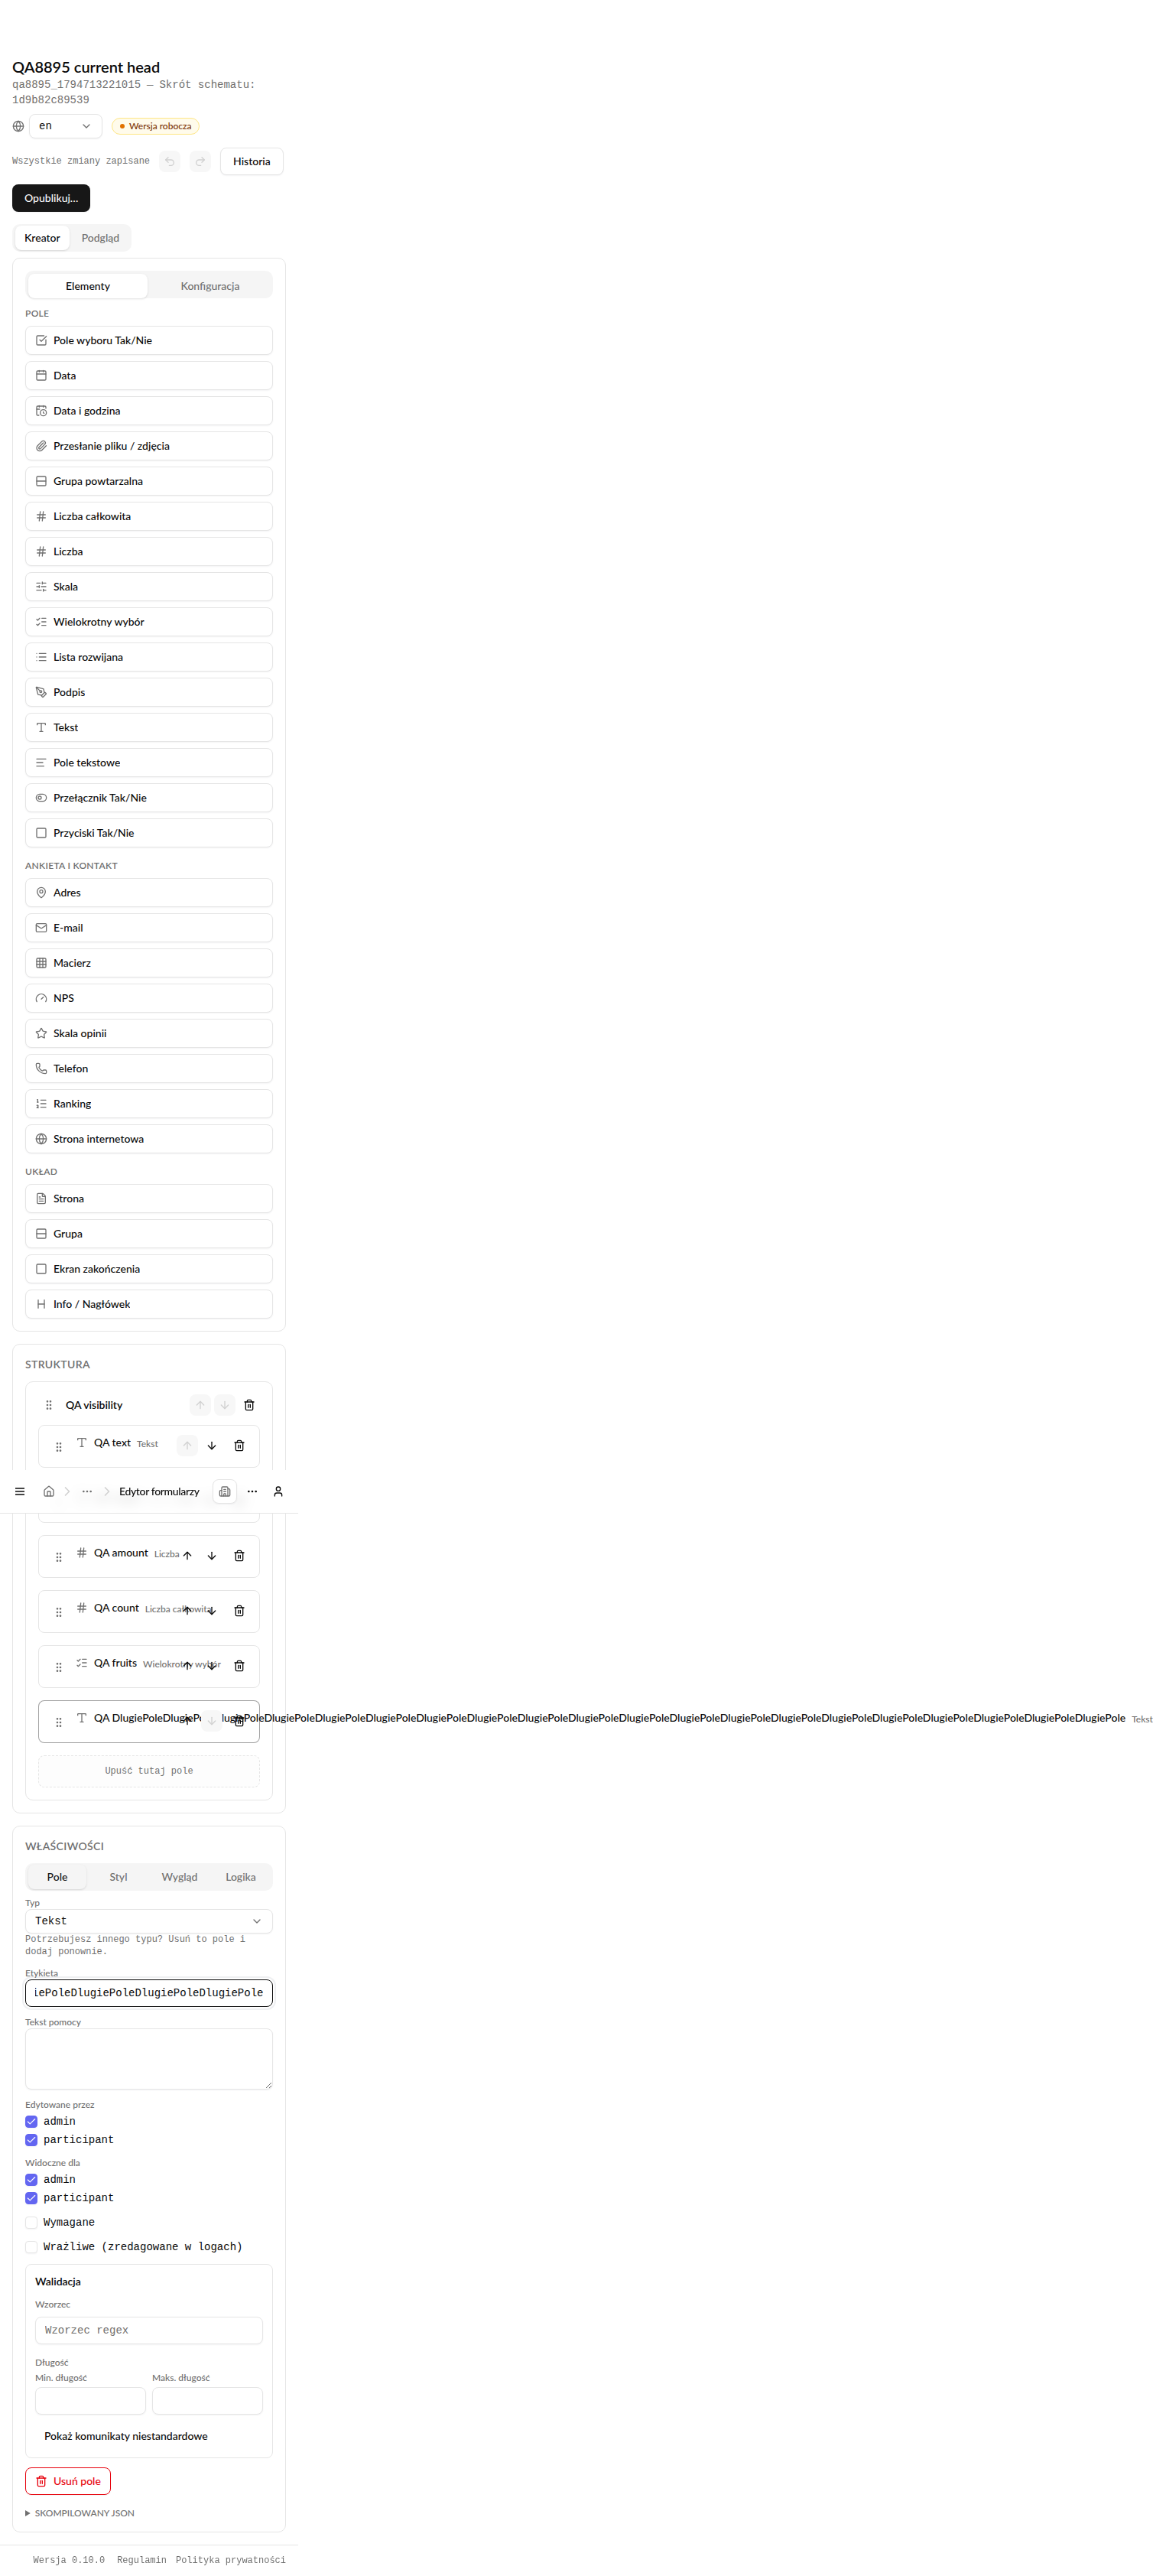 QA8895 current head
qa8895_1794713221015 — Skrót schematu:
1d9b82c89539
en
Wersja robocza
Wszystkie zmiany zapisane
Historia
Opublikuj...
Kreator
Podgląd
Elementy
Konfiguracja
POLE
Pole wyboru Tak/Nie
Data
Data i godzina
Przesłanie pliku / zdjęcia
Grupa powtarzalna
Liczba całkowita
Liczba
Skala
Wielokrotny wybór
Lista rozwijana
Podpis
Tekst
Pole tekstowe
Przełącznik Tak/Nie
Przyciski Tak/Nie
ANKIETA I KONTAKT
Adres
E-mail
Macierz
NPS
Skala opinii
Telefon
Ranking
Strona internetowa
UKŁAD
Strona
Grupa
Ekran zakończenia
Info / Nagłówek
STRUKTURA
QA visibility
QA text Tekst
Edytor formularzy
QA amount Liczba
QA count Liczba całkowita
QA fruits Wielokrotny wybór
QA Tekst
Upuść tutaj pole
WŁAŚCIWOŚCI
Pole
Styl
Wygląd
Logika
Typ
Tekst
Potrzebujesz innego typu? Usuń to pole i
dodaj ponownie.
Etykieta
iePoleDlugiePoleDlugiePoleDlugiePole
Tekst pomocy
Edytowane przez
admin
participant
Widoczne dla
admin
participant
Wymagane
Wrażliwe (zredagowane w logach)
Walidacja
Wzorzec
Wzorzec regex
Długość
Min. długość
Maks. długość
Pokaż komunikaty niestandardowe
Usuń pole
SKOMPILOWANY JSON
Wersja 0.10.0
Regulamin
Polityka prywatności